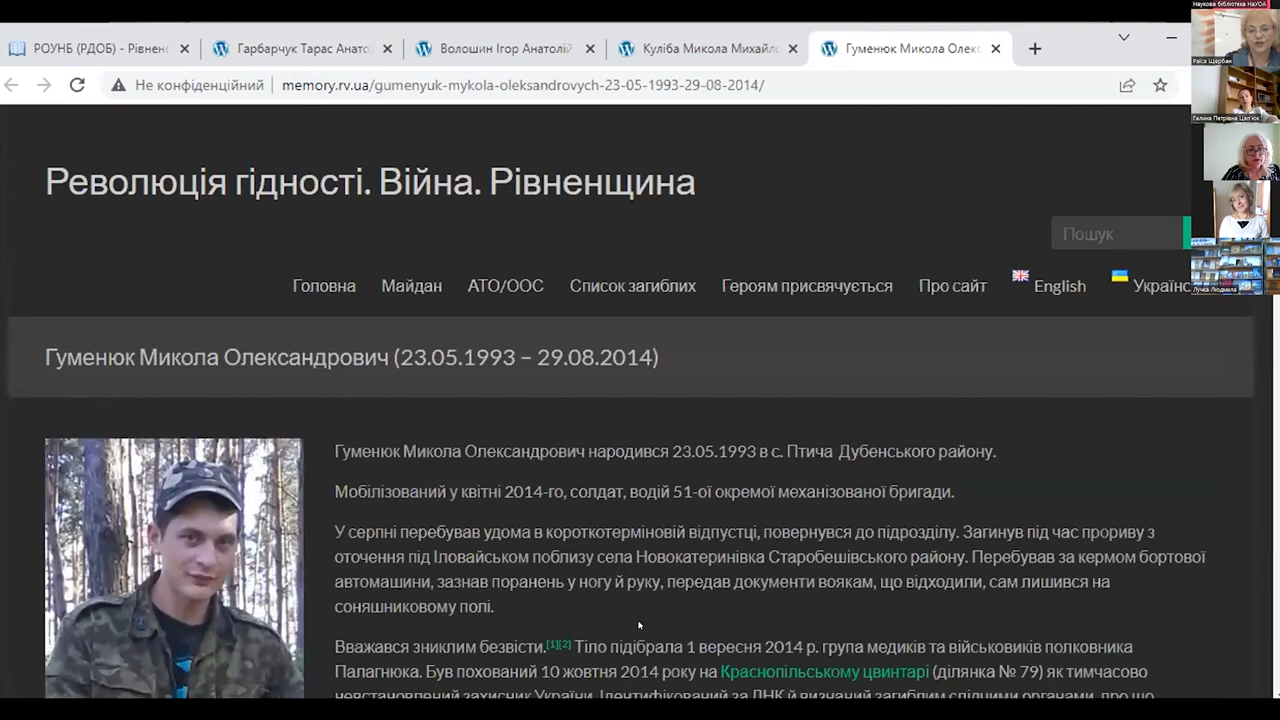 Наукова бібліотека НаУОА
РОУНБ (РДОБ) - Рівнен
Гарбарчук Тарас Анато
Волошин Ігор Анатолій
Куліба Микола Михайло
Гуменюк Микола Олекс
Раїса Щербан
Не конфіденційний
memory.rv.ua/gumenyuk-mykola-oleksandrovych-23-05-1993-29-08-2014/
Галина Петрівна Цеп'юк
Революція гідності. Війна. Рівненщина
Пошук
Головна
Майдан
АТО/ООС
Список загиблих
Героям присвячується
Про сайт
English
Українс
Лучка Людмила
Гуменюк Микола Олександрович (23.05.1993 – 29.08.2014)
Гуменюк Микола Олександрович народився 23.05.1993 в с. Птича Дубенського району.
Мобілізований у квітні 2014-го, солдат, водій 51-ої окремої механізованої бригади.
У серпні перебував удома в короткотерміновій відпустці, повернувся до підрозділу. Загинув під час прориву з
оточення під Іловайськом поблизу села Новокатеринівка Старобешівського району. Перебував за кермом бортової
автомашини, зазнав поранень у ногу й руку, передав документи воякам, що відходили, сам лишився на
соняшниковому полі.
Вважався зниклим безвісти.[1][2] Тіло підібрала 1 вересня 2014 р. група медиків та військовиків полковника
Палагнюка. Був похований 10 жовтня 2014 року на Краснопільському цвинтарі (ділянка № 79) як тимчасово
невстановлений захисник України. Ідентифікований за ДНК й визнаний загиблим слідчими органами, про що